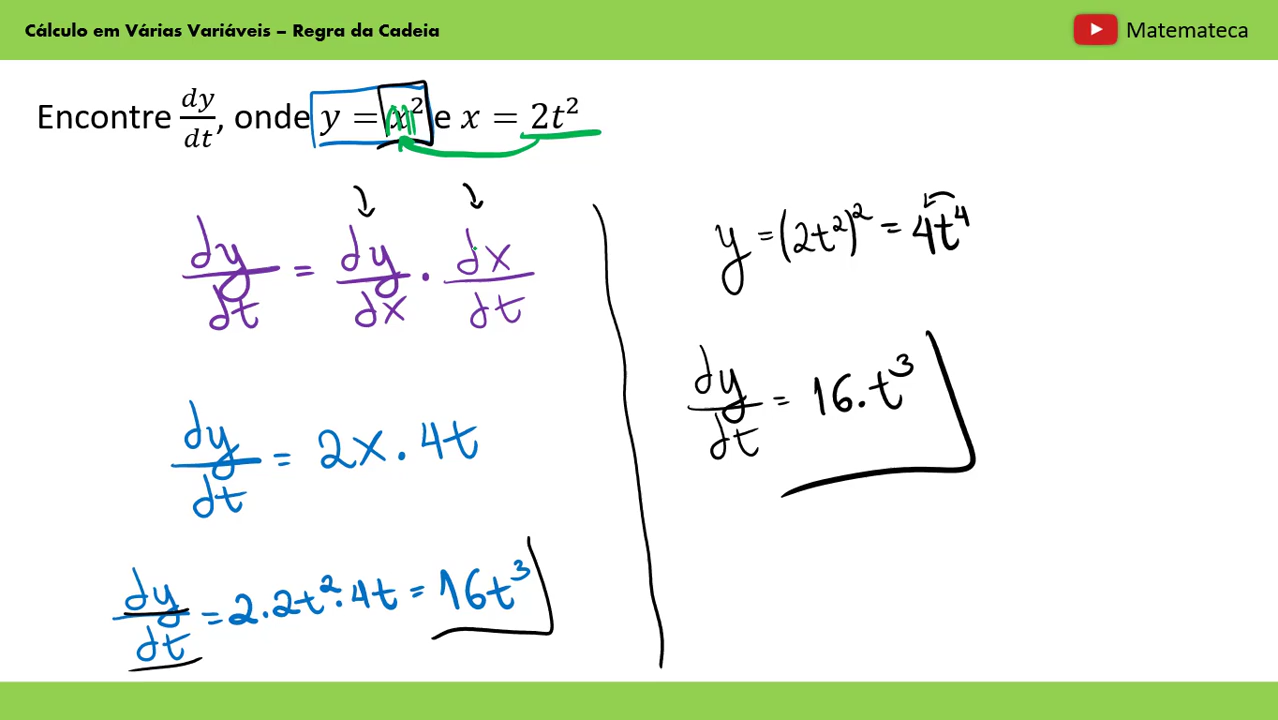 Cálculo em Várias Variáveis – Regra da Cadeia
Matemateca
Encontre dy/dt, onde y = x² e x = 2t²
dy/dt = dy/dx . dx/dt
dy/dt = 2x . 4t
dy/dt = 2.2t².4t = 16t³
y = (2t²)² = 4t⁴
dy/dt = 16.t³